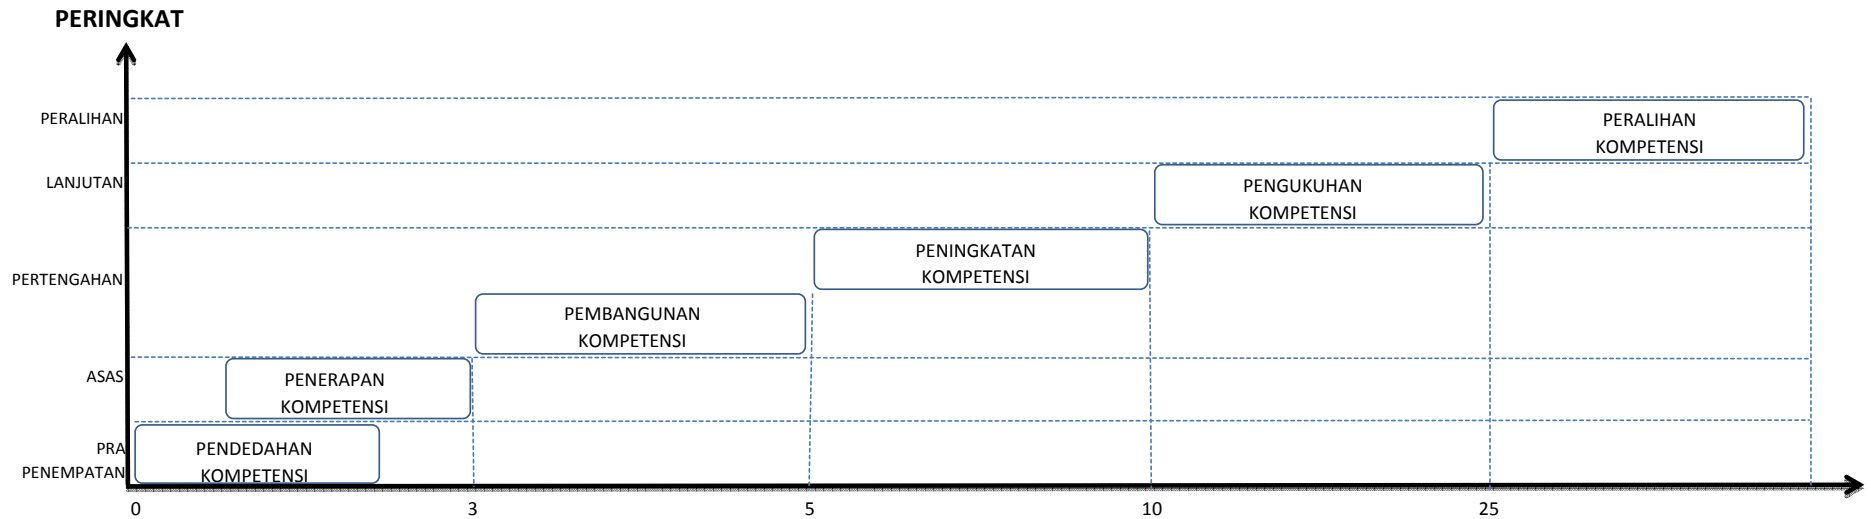 PERINGKAT
PERALIHAN
PERALIHAN
KOMPETENSI
LANJUTAN
PENGUKUHAN
KOMPETENSI
PERTENGAHAN
PENINGKATAN
KOMPETENSI
PEMBANGUNAN
KOMPETENSI
ASAS
PENERAPAN
KOMPETENSI
PRA
PENEMPATAN
PENDEDAHAN
KOMPETENSI
0 3 5 10 25